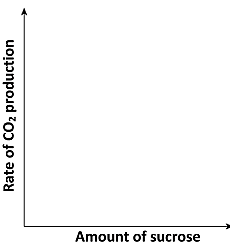 Rate of CO₂ production
Amount of sucrose